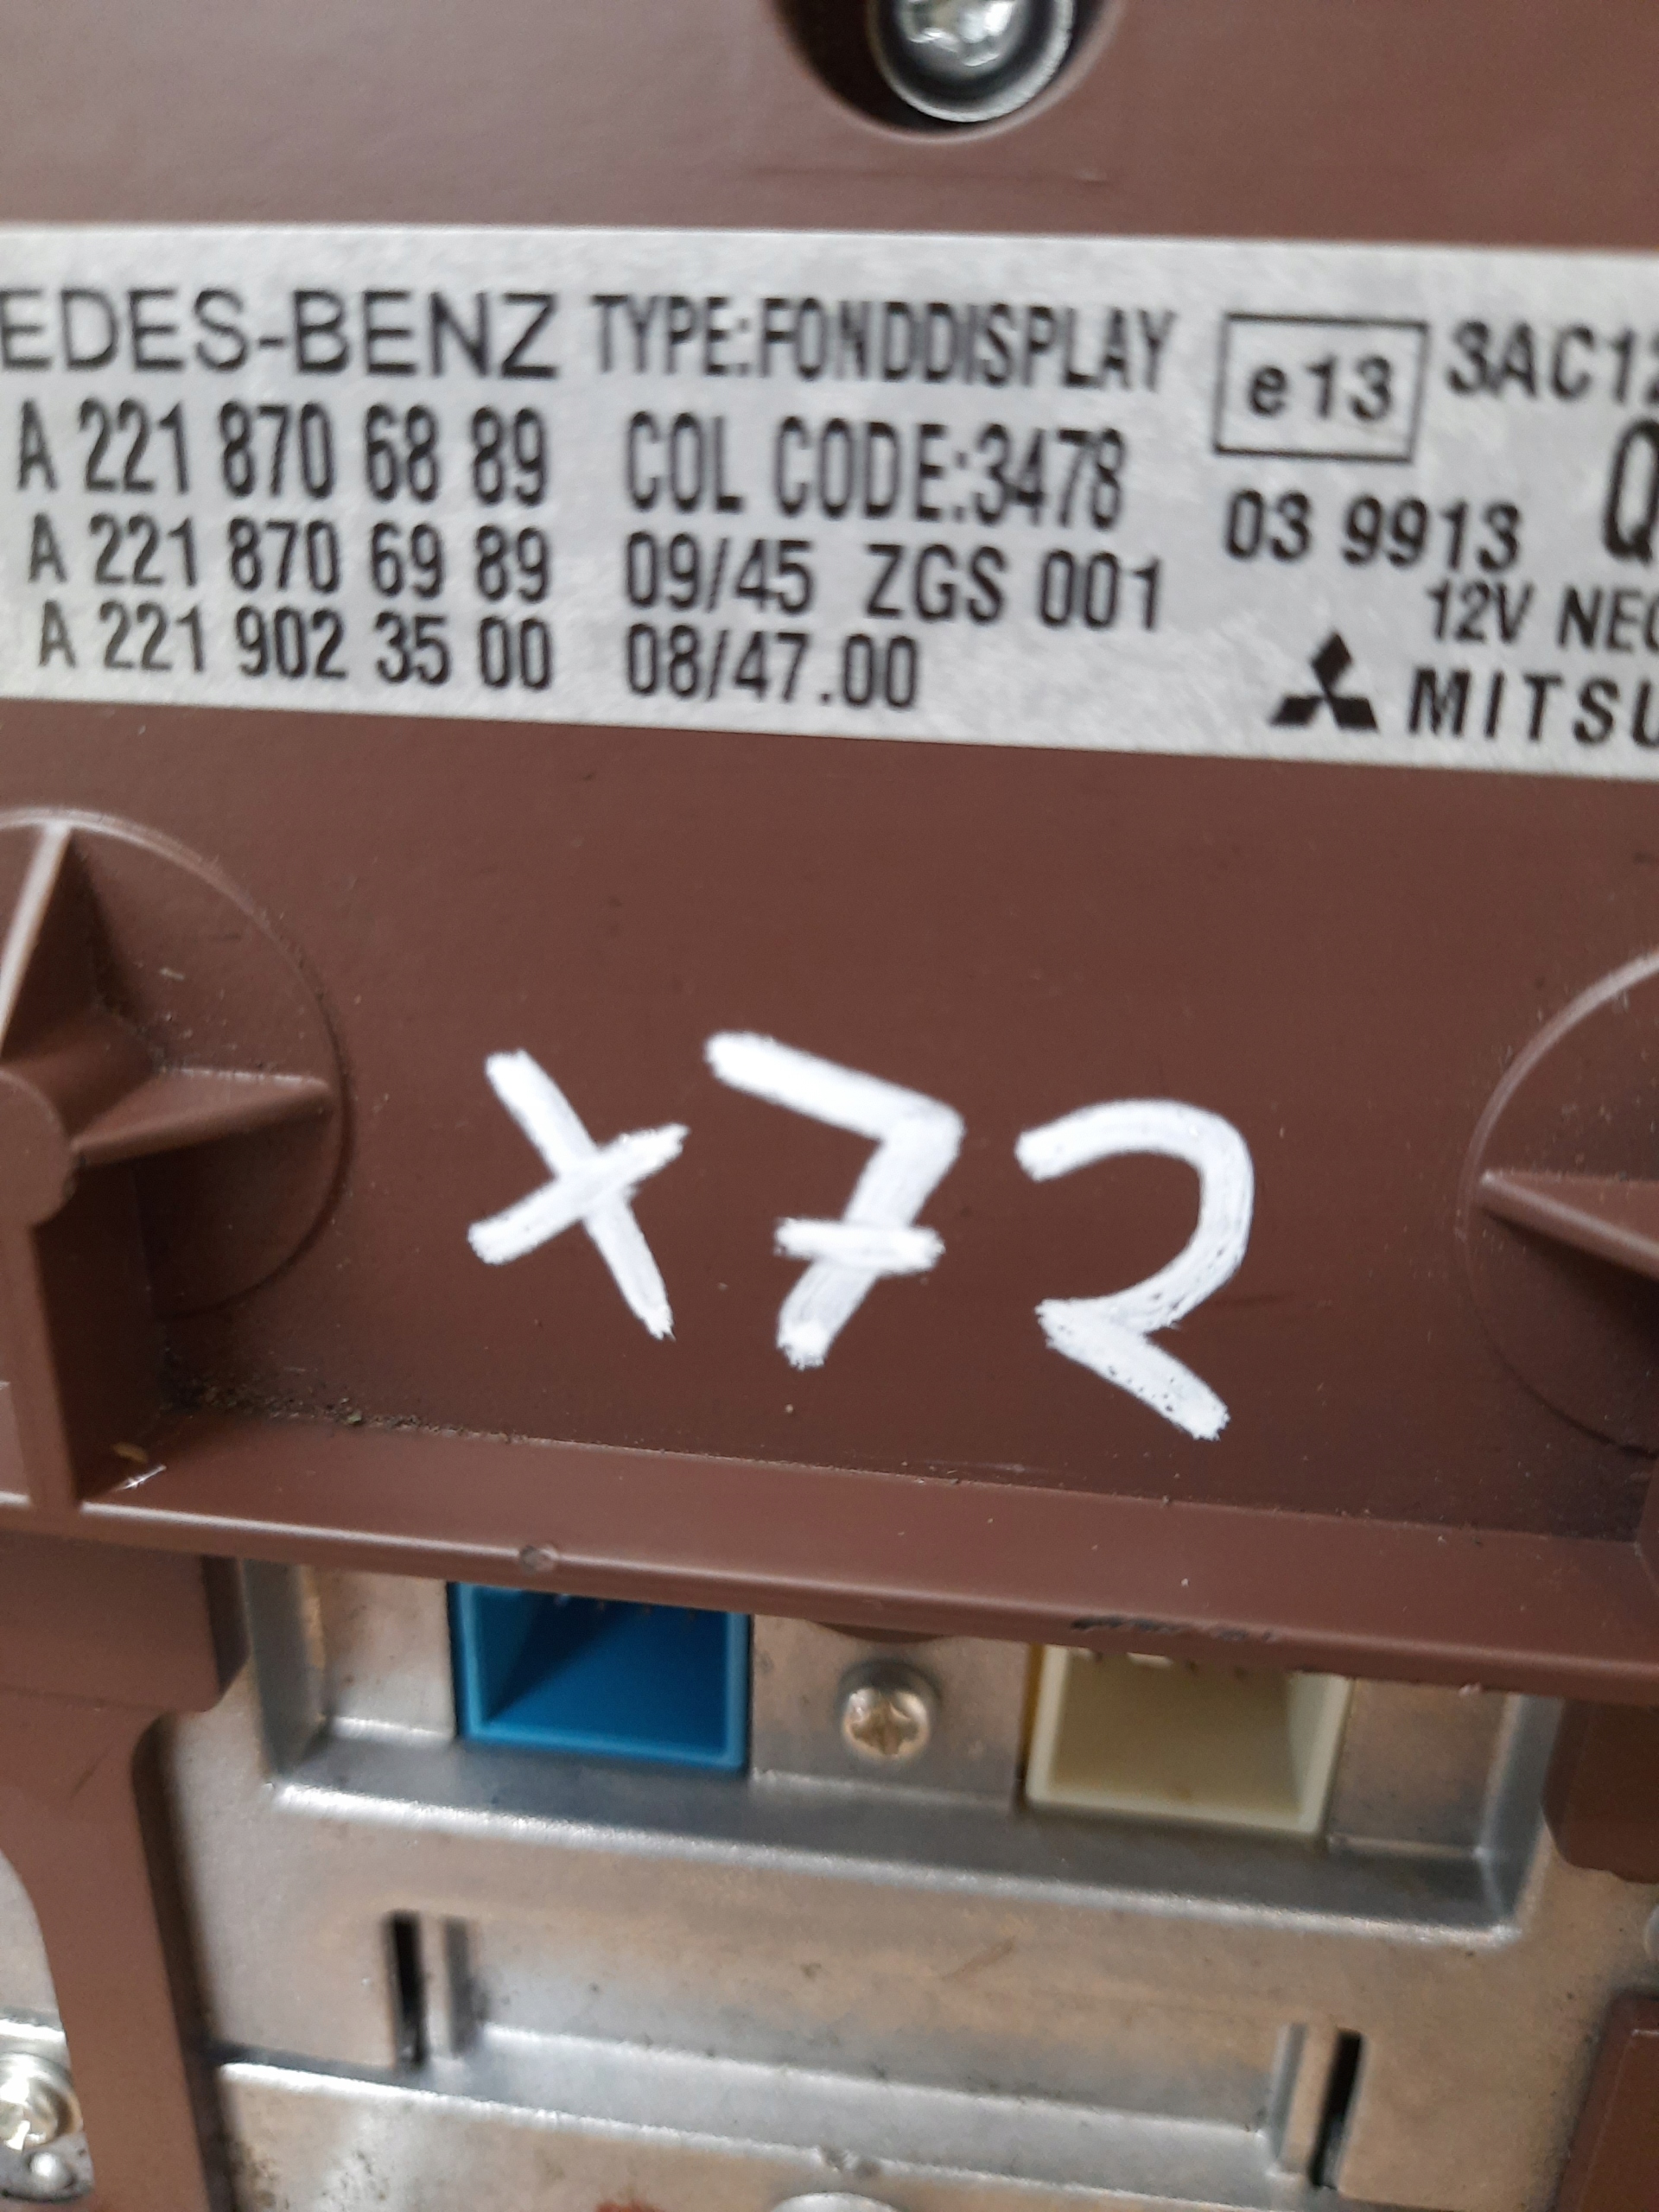 EDES-BENZ TYPE:FONDDISPLAY e13 3AC12
A 221 870 68 89 COL CODE:3478 03 9913 Q
A 221 870 69 89 09/45 ZGS 001 12V NEG
A 221 902 35 00 08/47.00 MITSU
x72